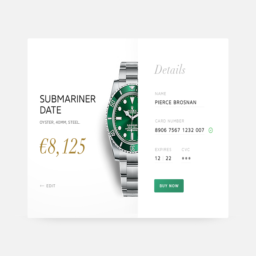 SUBMARINER
DATE
OYSTER, 40MM, STEEL
€8,125
← EDIT
Details
NAME
PIERCE BROSNAN
CARD NUMBER
8906 7567 1232 007
EXPIRES CVC
12 : 22 ***
BUY NOW